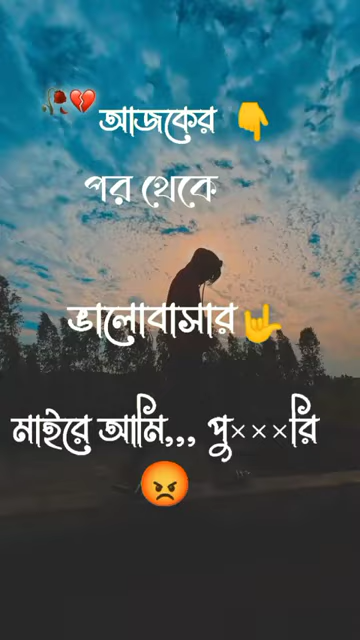 🥀💔 আজকের 👇
পর থেকে
ভালোবাসার🤟
মাইরে আমি,,, পু×××রি
😡